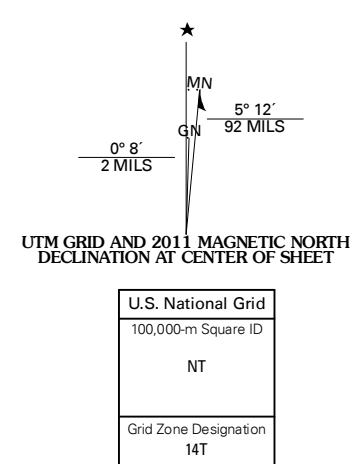 ★
MN
5° 12´
92 MILS
GN
0° 8´
2 MILS
UTM GRID AND 2011 MAGNETIC NORTH
DECLINATION AT CENTER OF SHEET
U.S. National Grid
100,000-m Square ID
NT
Grid Zone Designation
14T